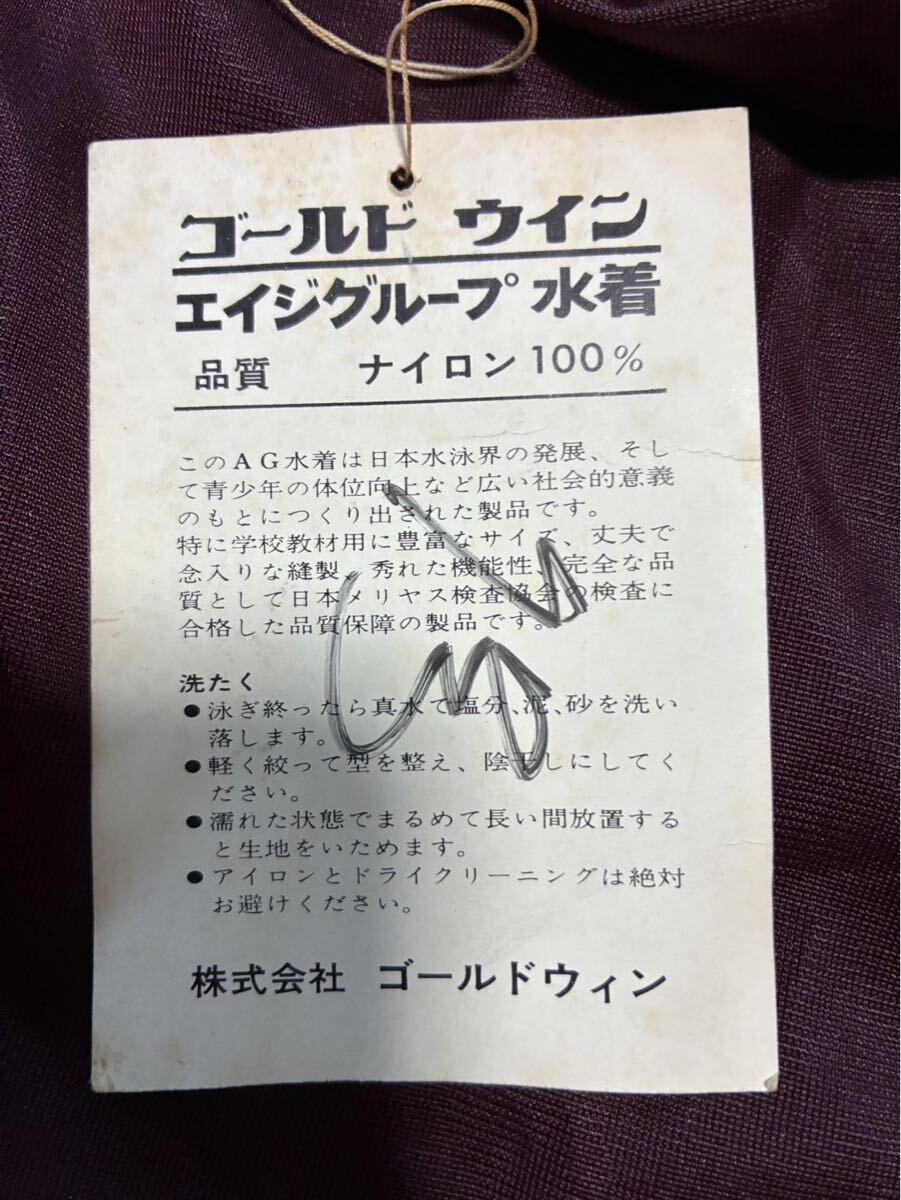 ゴールド ウイン
エイジグループ 水着
品質 ナイロン100%
このAG水着は日本水泳界の発展、そし
て青少年の体位向上など広い社会的意義
のもとにつくり出された製品です。
特に学校教材用に豊富なサイズ、丈夫で
念入りな縫製、秀れた機能性、完全な品
質として日本メリヤス検査協会の検査に
合格した品質保障の製品です。
洗たく
●泳ぎ終ったら真水で塩分、泥、砂を洗い
落します。
●軽く絞って型を整え、陰干しにしてく
ださい。
●濡れた状態でまるめて長い間放置する
と生地をいためます。
●アイロンとドライクリーニングは絶対
お避けください。
株式会社 ゴールドウィン